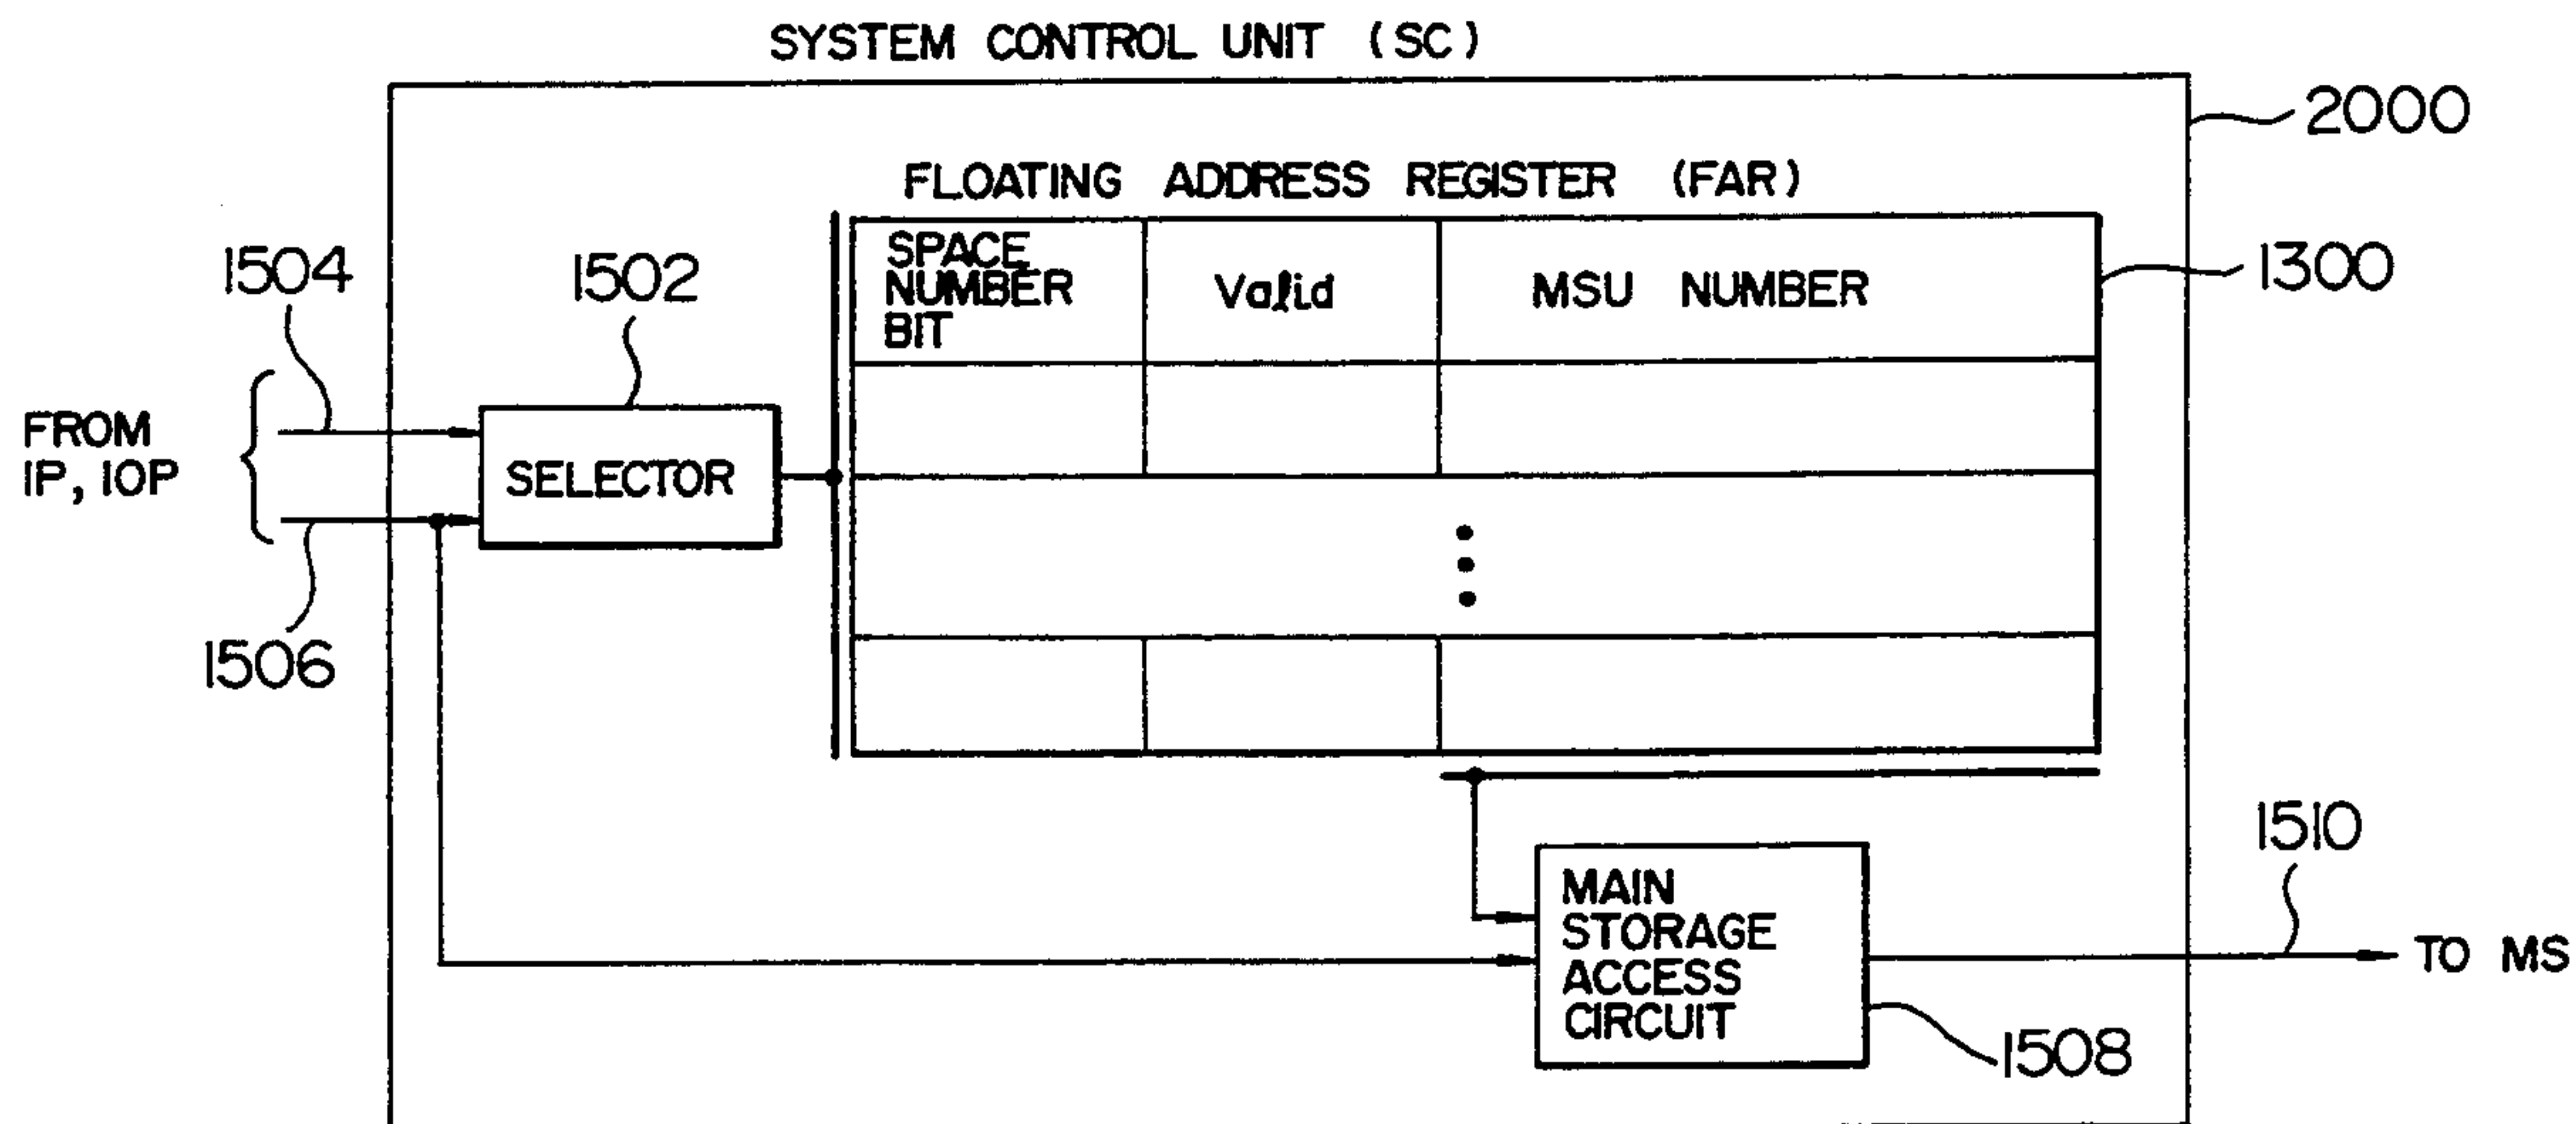 SYSTEM CONTROL UNIT (SC)
2000
FLOATING ADDRESS REGISTER (FAR)
1504
1502
SPACE
NUMBER
BIT
Valid
MSU NUMBER
1300
FROM
IP, IOP
SELECTOR
1506
1510
MAIN
STORAGE
ACCESS
CIRCUIT
TO MS
1508